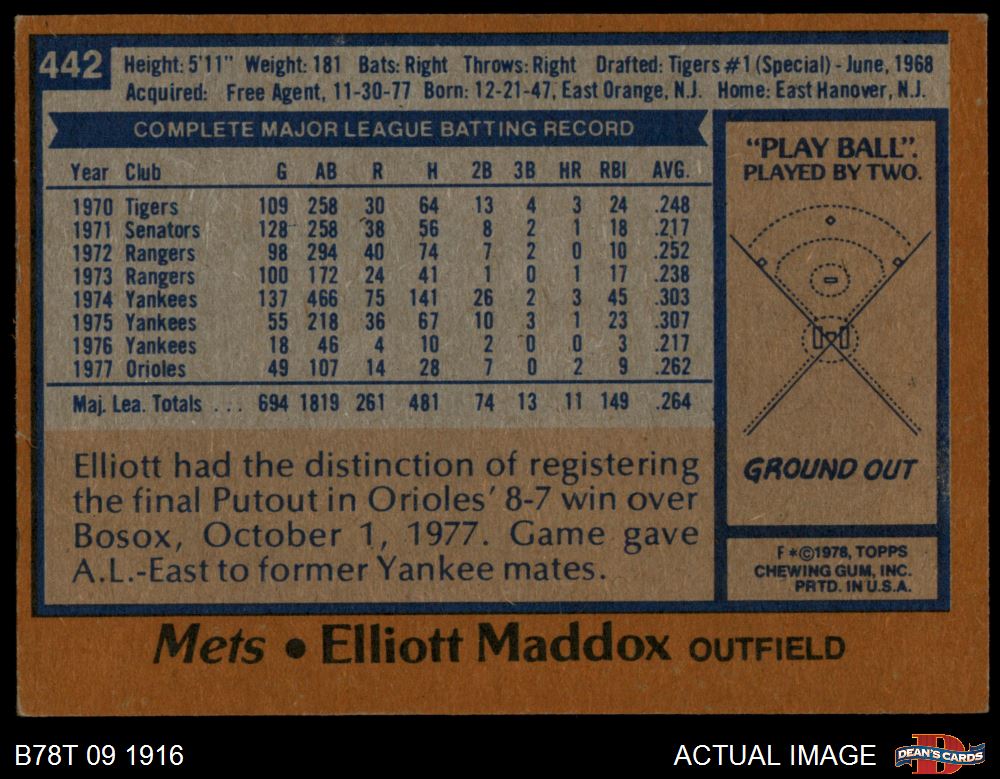 442
Height: 5'11" Weight: 181 Bats: Right Throws: Right Drafted: Tigers #1 (Special) - June, 1968
Acquired: Free Agent, 11-30-77 Born: 12-21-47, East Orange, N.J. Home: East Hanover, N.J.
COMPLETE MAJOR LEAGUE BATTING RECORD
Year Club G AB R H 2B 3B HR RBI AVG.
1970 Tigers 109 258 30 64 13 4 3 24 .248
1971 Senators 128 258 38 56 8 2 1 18 .217
1972 Rangers 98 294 40 74 7 2 0 10 .252
1973 Rangers 100 172 24 41 1 0 1 17 .238
1974 Yankees 137 466 75 141 26 2 3 45 .303
1975 Yankees 55 218 36 67 10 3 1 23 .307
1976 Yankees 18 46 4 10 2 0 0 3 .217
1977 Orioles 49 107 14 28 7 0 2 9 .262
Maj. Lea. Totals ... 694 1819 261 481 74 13 11 149 .264
Elliott had the distinction of registering
the final Putout in Orioles' 8-7 win over
Bosox, October 1, 1977. Game gave
A.L.-East to former Yankee mates.
"PLAY BALL".
PLAYED BY TWO.
GROUND OUT
F*©1978, TOPPS
CHEWING GUM, INC.
PRTD. IN U.S.A.
Mets • Elliott Maddox OUTFIELD
B78T 09 1916
ACTUAL IMAGE
DEAN'S CARDS